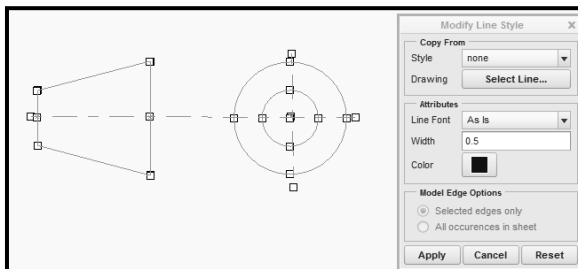 Modify Line Style X
Copy From
Style none
Drawing Select Line...
Attributes
Line Font As Is
Width 0.5
Color
Model Edge Options
Selected edges only
All occurences in sheet
Apply Cancel Reset